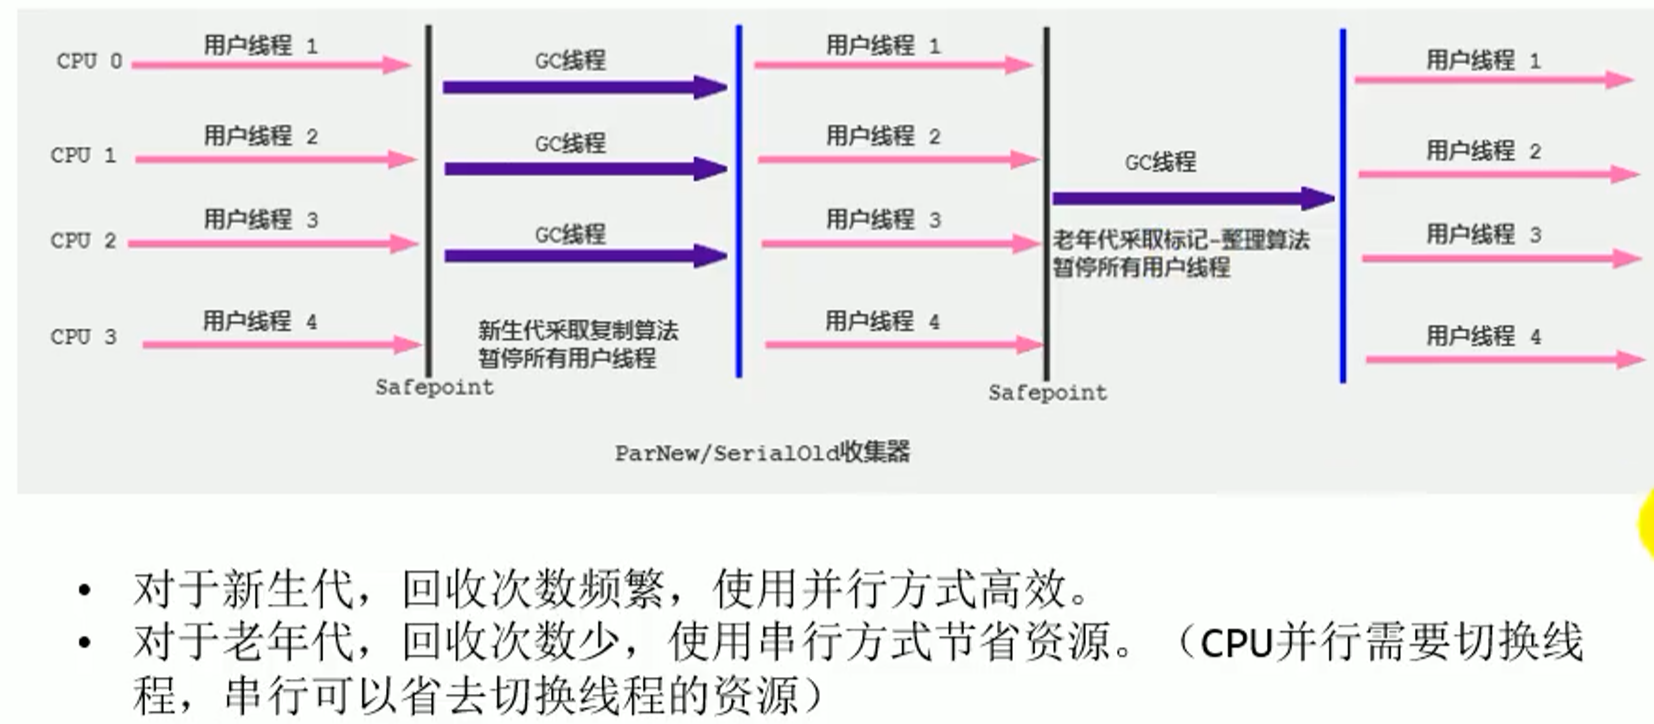 用户线程 1
用户线程 1
用户线程 1
CPU 0
GC线程
用户线程 2
用户线程 2
用户线程 2
CPU 1
GC线程
GC线程
用户线程 3
用户线程 3
用户线程 3
CPU 2
GC线程
老年代采取标记-整理算法
暂停所有用户线程
用户线程 4
用户线程 4
用户线程 4
CPU 3
新生代采取复制算法
暂停所有用户线程
Safepoint
Safepoint
ParNew/SerialOld收集器
• 对于新生代，回收次数频繁，使用并行方式高效。
• 对于老年代，回收次数少，使用串行方式节省资源。（CPU并行需要切换线
程，串行可以省去切换线程的资源）